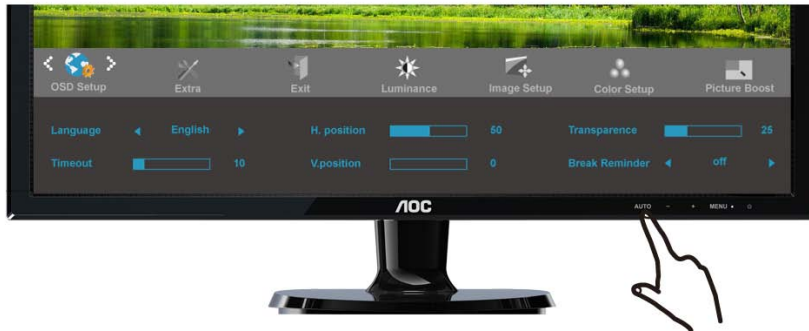 OSD Setup Extra Exit Luminance Image Setup Color Setup Picture Boost
Language English H. position 50 Transparence 25
Timeout 10 V.position 0 Break Reminder off
AOC
AUTO - + MENU